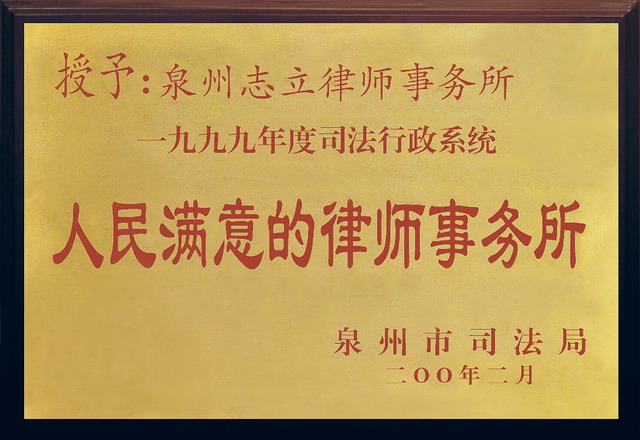 授予:泉州志立律师事务所
一九九九年度司法行政系统
人民满意的律师事务所
泉州市司法局
二OO年二月